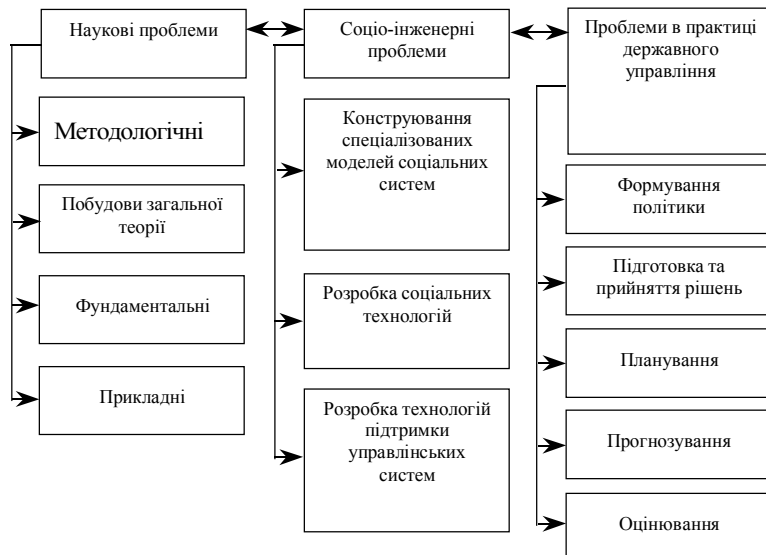 Наукові проблеми
Методологічні
Побудови загальної
теорії
Фундаментальні
Прикладні
Соціо-інженерні
проблеми
Конструювання
спеціалізованих
моделей соціальних
систем
Розробка соціальних
технологій
Розробка технологій
підтримки
управлінських
систем
Проблеми в практиці
державного
управління
Формування
політики
Підготовка та
прийняття рішень
Планування
Прогнозування
Оцінювання